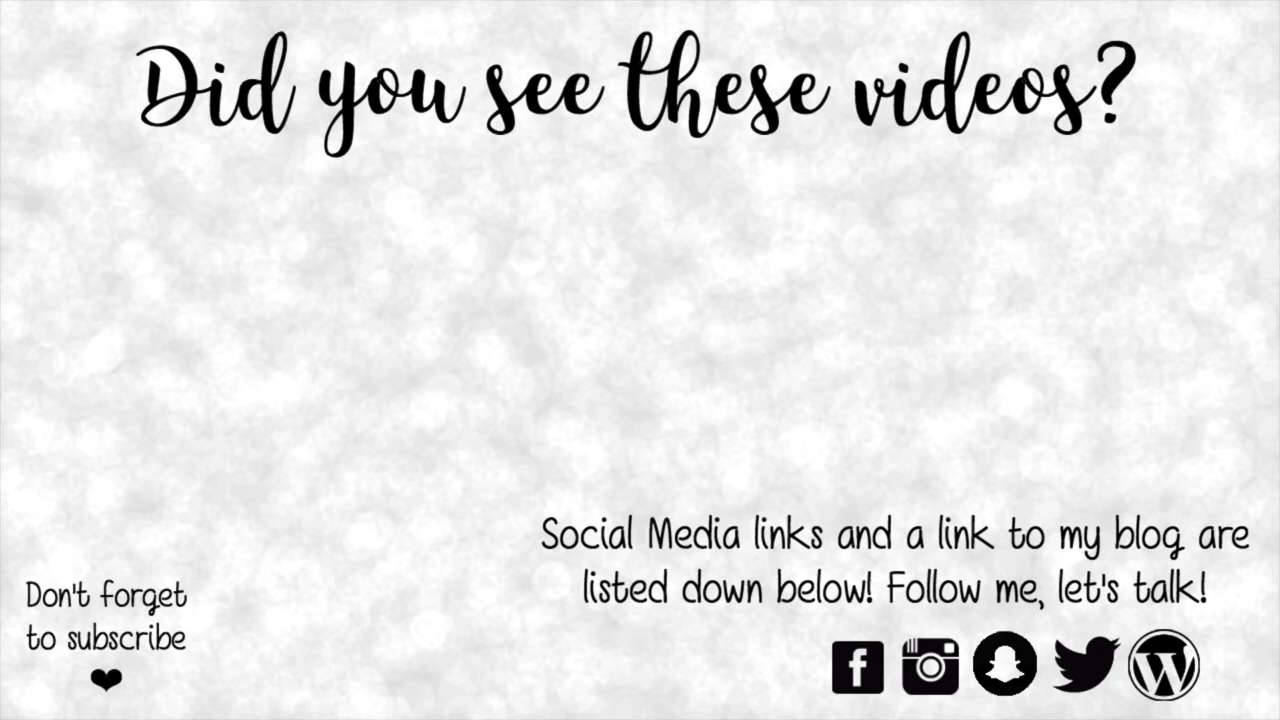 Did you see these videos?
Social Media links and a link to my blog are
listed down below! Follow me, let's talk!
Don't forget
to subscribe